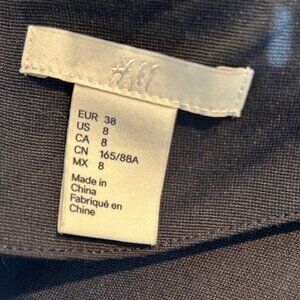 H&M
EUR 38
US 8
CA 8
CN 165/88A
MX 8
Made in
China
Fabriqué en
Chine